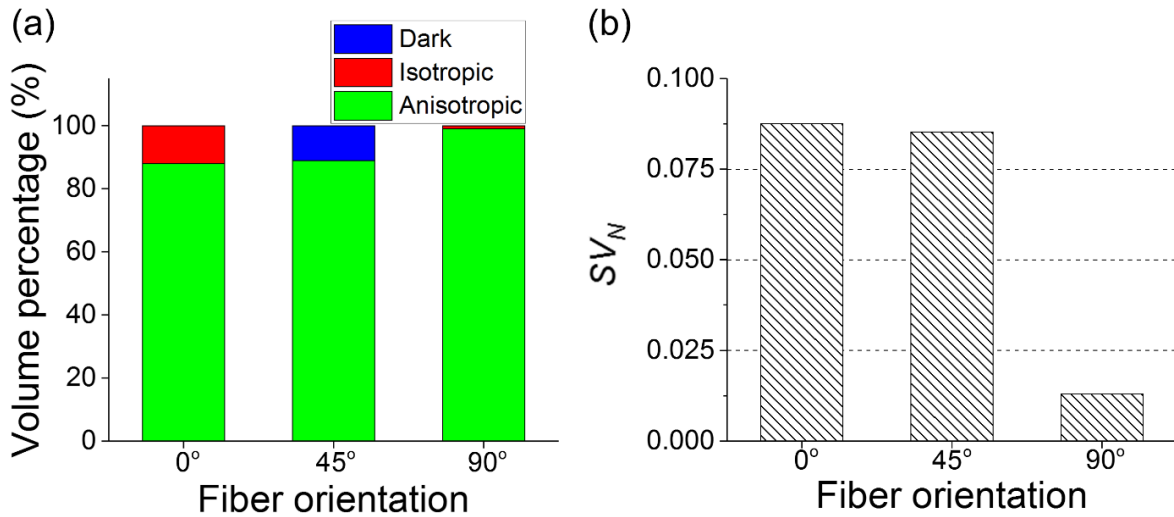 (a)
Dark
Isotropic
Anisotropic
Volume percentage (%)
100
80
60
40
20
0
0°
45°
90°
Fiber orientation
(b)
SV_N
0.100
0.075
0.050
0.025
0.000
0°
45°
90°
Fiber orientation